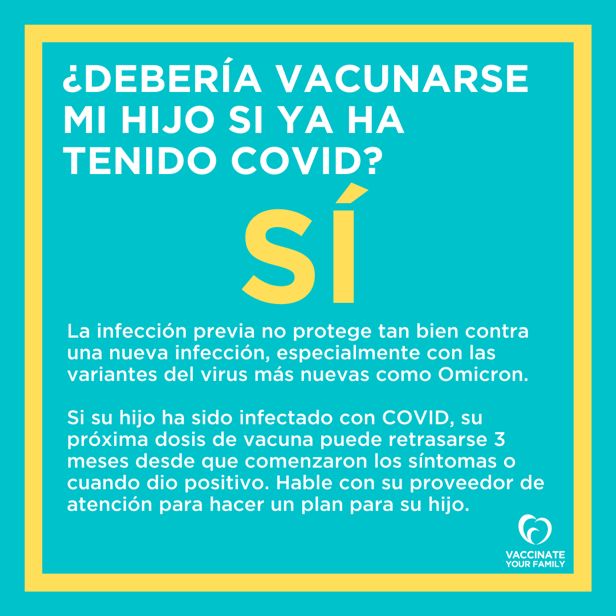 ¿DEBERÍA VACUNARSE
MI HIJO SI YA HA
TENIDO COVID?
SÍ
La infección previa no protege tan bien contra
una nueva infección, especialmente con las
variantes del virus más nuevas como Omicron.
Si su hijo ha sido infectado con COVID, su
próxima dosis de vacuna puede retrasarse 3
meses desde que comenzaron los síntomas o
cuando dio positivo. Hable con su proveedor de
atención para hacer un plan para su hijo.
VACCINATE
YOUR FAMILY